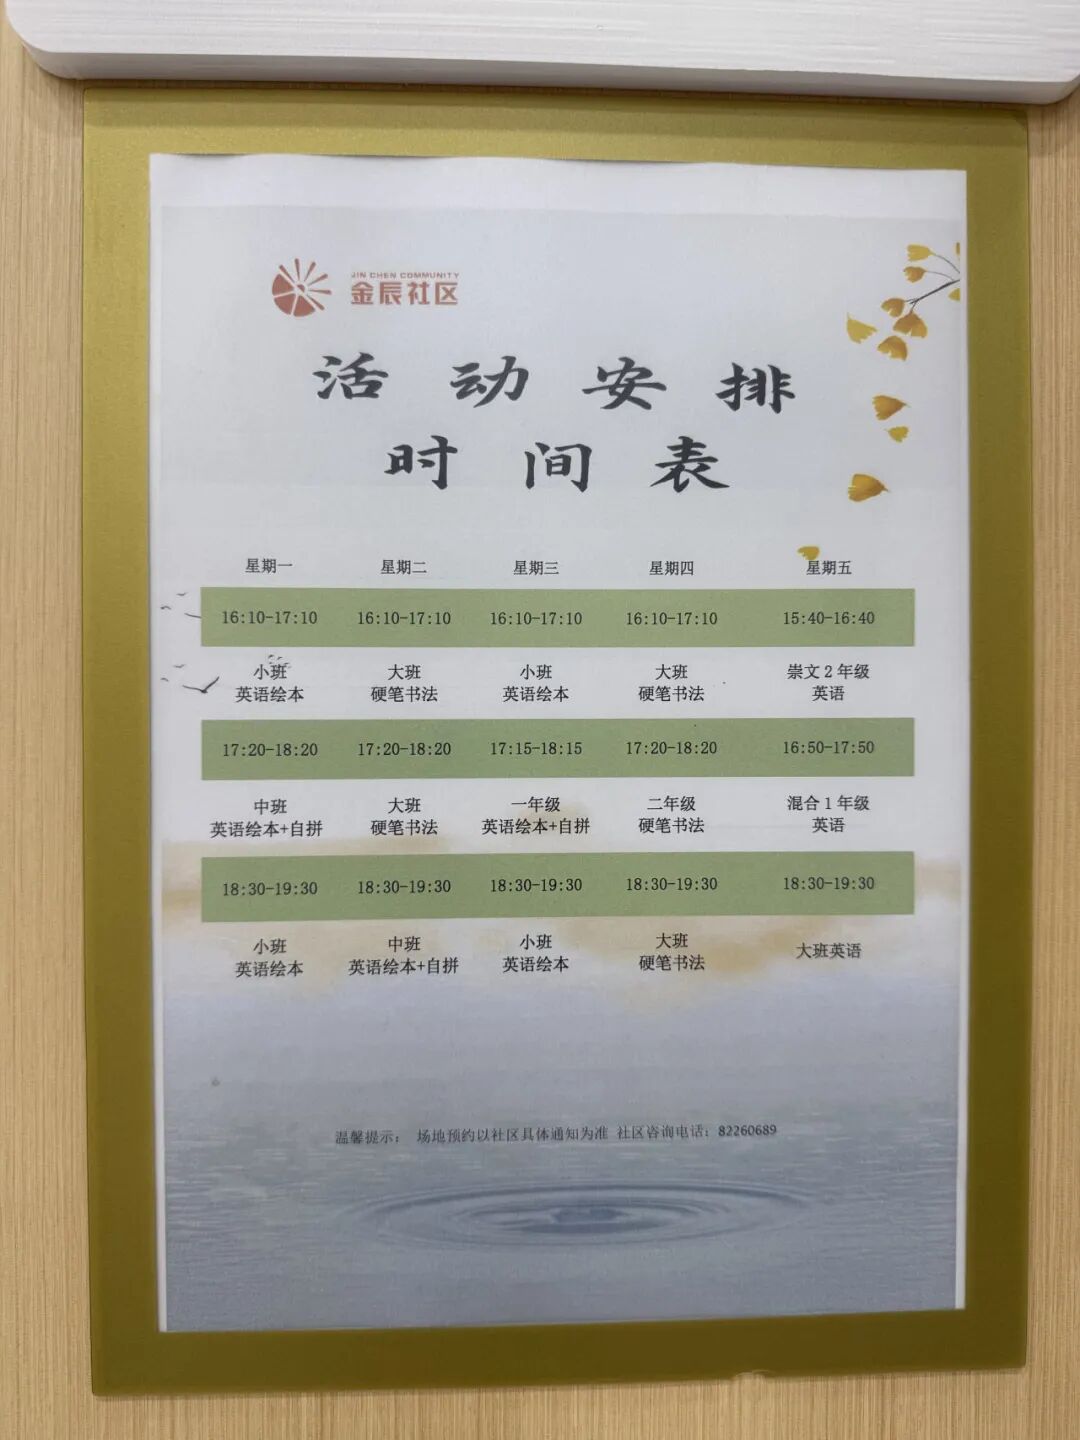 JIN CHEN COMMUNITY
金辰社区
活动安排
时间表
星期一 星期二 星期三 星期四 星期五
16:10-17:10 16:10-17:10 16:10-17:10 16:10-17:10 15:40-16:40
小班 大班 小班 大班 崇文2年级
英语绘本 硬笔书法 英语绘本 硬笔书法 英语
17:20-18:20 17:20-18:20 17:15-18:15 17:20-18:20 16:50-17:50
中班 大班 一年级 二年级 混合1年级
英语绘本+自拼 硬笔书法 英语绘本+自拼 硬笔书法 英语
18:30-19:30 18:30-19:30 18:30-19:30 18:30-19:30 18:30-19:30
小班 中班 小班 大班 大班英语
英语绘本 英语绘本+自拼 英语绘本 硬笔书法
温馨提示： 场地预约以社区具体通知为准 社区咨询电话：82260689